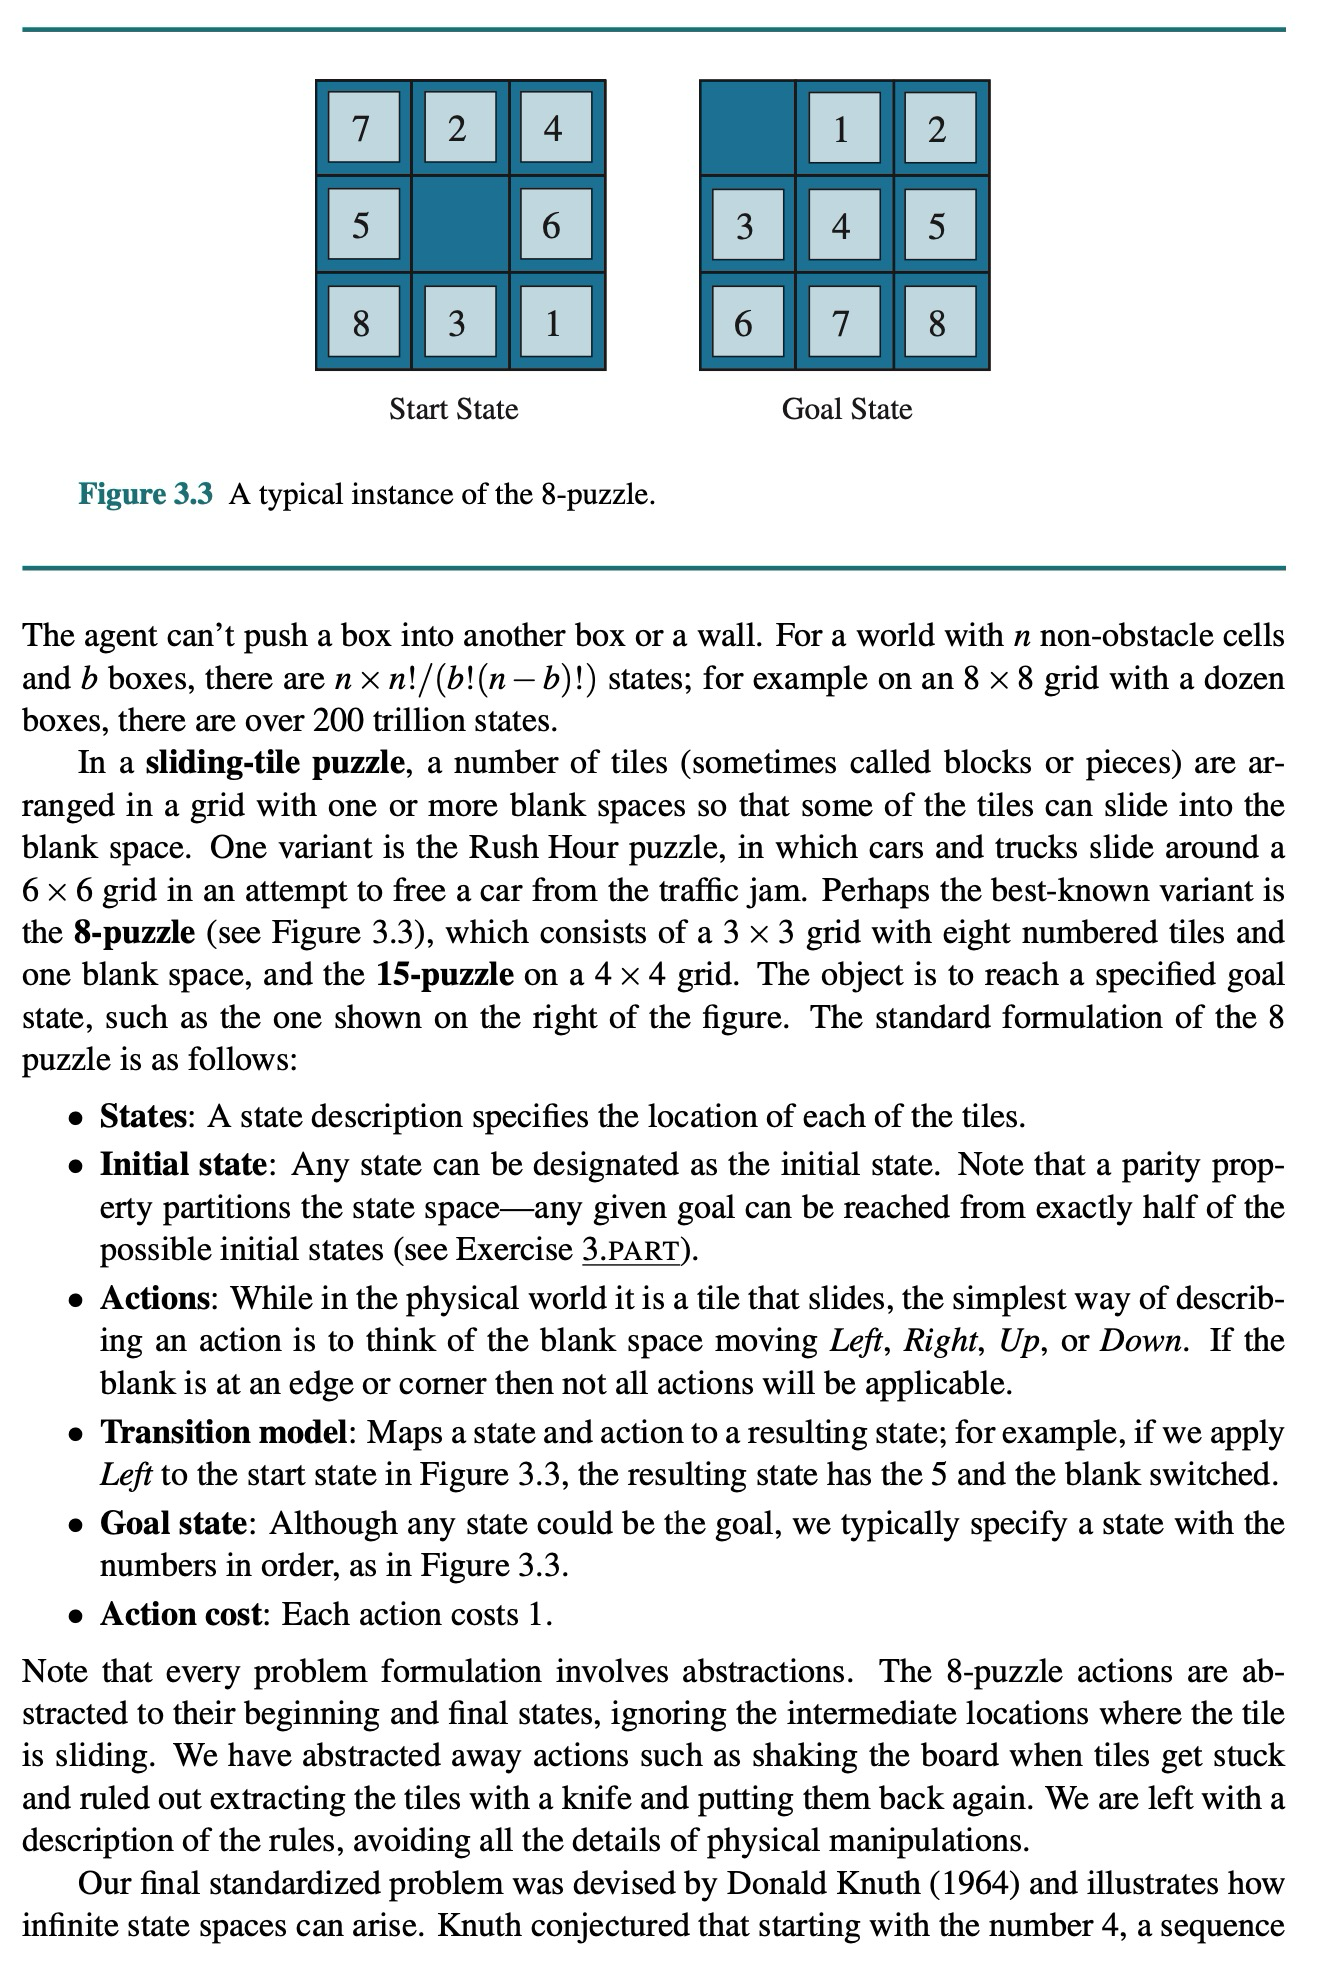 7 2 4
5 6
8 3 1
Start State
1 2
3 4 5
6 7 8
Goal State
Figure 3.3 A typical instance of the 8-puzzle.
The agent can’t push a box into another box or a wall. For a world with n non-obstacle cells
and b boxes, there are n × n!/(b!(n − b)!) states; for example on an 8 × 8 grid with a dozen
boxes, there are over 200 trillion states.
In a sliding-tile puzzle, a number of tiles (sometimes called blocks or pieces) are ar-
ranged in a grid with one or more blank spaces so that some of the tiles can slide into the
blank space. One variant is the Rush Hour puzzle, in which cars and trucks slide around a
6 × 6 grid in an attempt to free a car from the traffic jam. Perhaps the best-known variant is
the 8-puzzle (see Figure 3.3), which consists of a 3 × 3 grid with eight numbered tiles and
one blank space, and the 15-puzzle on a 4 × 4 grid. The object is to reach a specified goal
state, such as the one shown on the right of the figure. The standard formulation of the 8
puzzle is as follows:
• States: A state description specifies the location of each of the tiles.
• Initial state: Any state can be designated as the initial state. Note that a parity prop-
erty partitions the state space—any given goal can be reached from exactly half of the
possible initial states (see Exercise 3.PART).
• Actions: While in the physical world it is a tile that slides, the simplest way of describ-
ing an action is to think of the blank space moving Left, Right, Up, or Down. If the
blank is at an edge or corner then not all actions will be applicable.
• Transition model: Maps a state and action to a resulting state; for example, if we apply
Left to the start state in Figure 3.3, the resulting state has the 5 and the blank switched.
• Goal state: Although any state could be the goal, we typically specify a state with the
numbers in order, as in Figure 3.3.
• Action cost: Each action costs 1.
Note that every problem formulation involves abstractions. The 8-puzzle actions are ab-
stracted to their beginning and final states, ignoring the intermediate locations where the tile
is sliding. We have abstracted away actions such as shaking the board when tiles get stuck
and ruled out extracting the tiles with a knife and putting them back again. We are left with a
description of the rules, avoiding all the details of physical manipulations.
Our final standardized problem was devised by Donald Knuth (1964) and illustrates how
infinite state spaces can arise. Knuth conjectured that starting with the number 4, a sequence